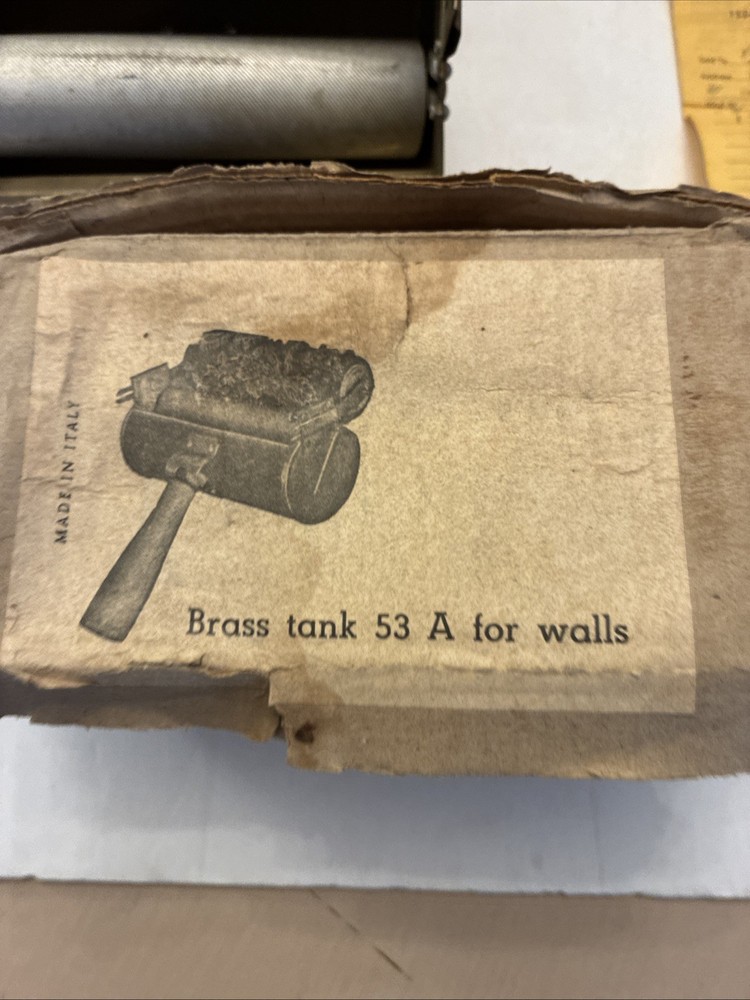 MADE IN ITALY
Brass tank 53 A for walls